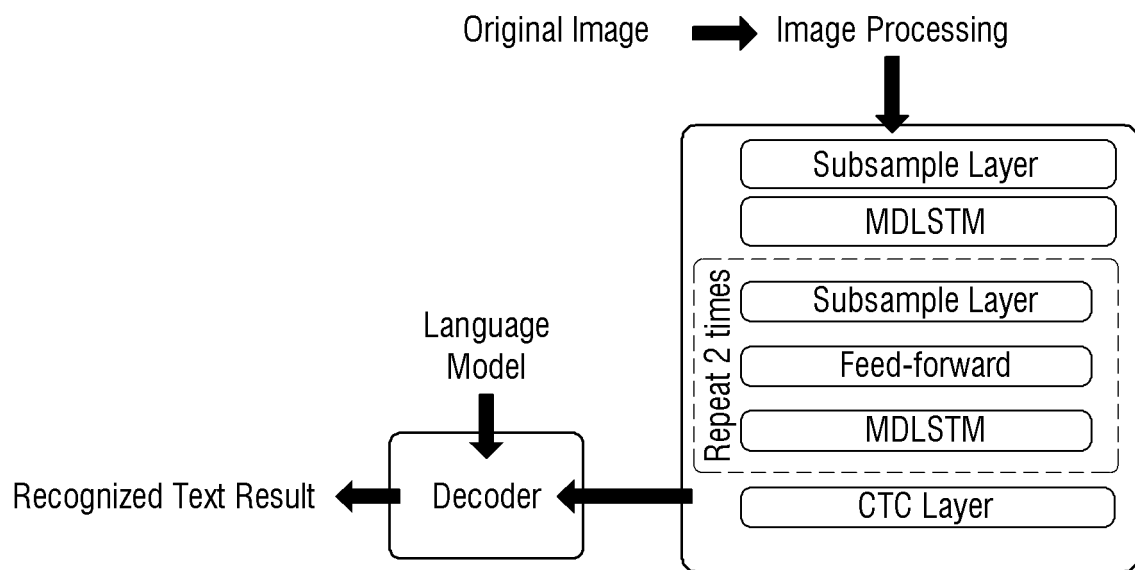 Original Image
Image Processing
Subsample Layer
MDLSTM
Repeat 2 times
Subsample Layer
Feed-forward
MDLSTM
CTC Layer
Language
Model
Decoder
Recognized Text Result